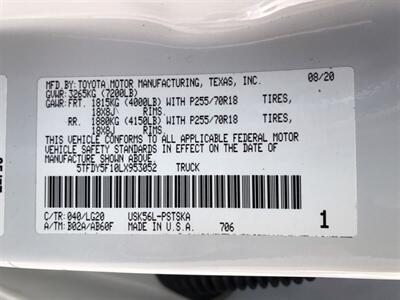 MFD. BY: TOYOTA MOTOR MANUFACTURING, TEXAS, INC. 08/20
GVWR: 3265KG (7200LB)
GAWR: FRT. 1815KG (4000LB) WITH P255/70R18 TIRES,
18X8J RIMS.
RR. 1880KG (4150LB) WITH P255/70R18 TIRES,
18X8J RIMS.
THIS VEHICLE CONFORMS TO ALL APPLICABLE FEDERAL MOTOR
VEHICLE SAFETY STANDARDS IN EFFECT ON THE DATE OF
MANUFACTURE SHOWN ABOVE.
5TFDY5F10LX953052 TRUCK
C/TR: 040/LG20 USK56L-PSTSKA 1
A/TM: B02A/AB60F MADE IN U.S.A. 706